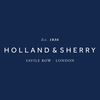 Est. 1836
HOLLAND & SHERRY
SAVILE ROW · LONDON